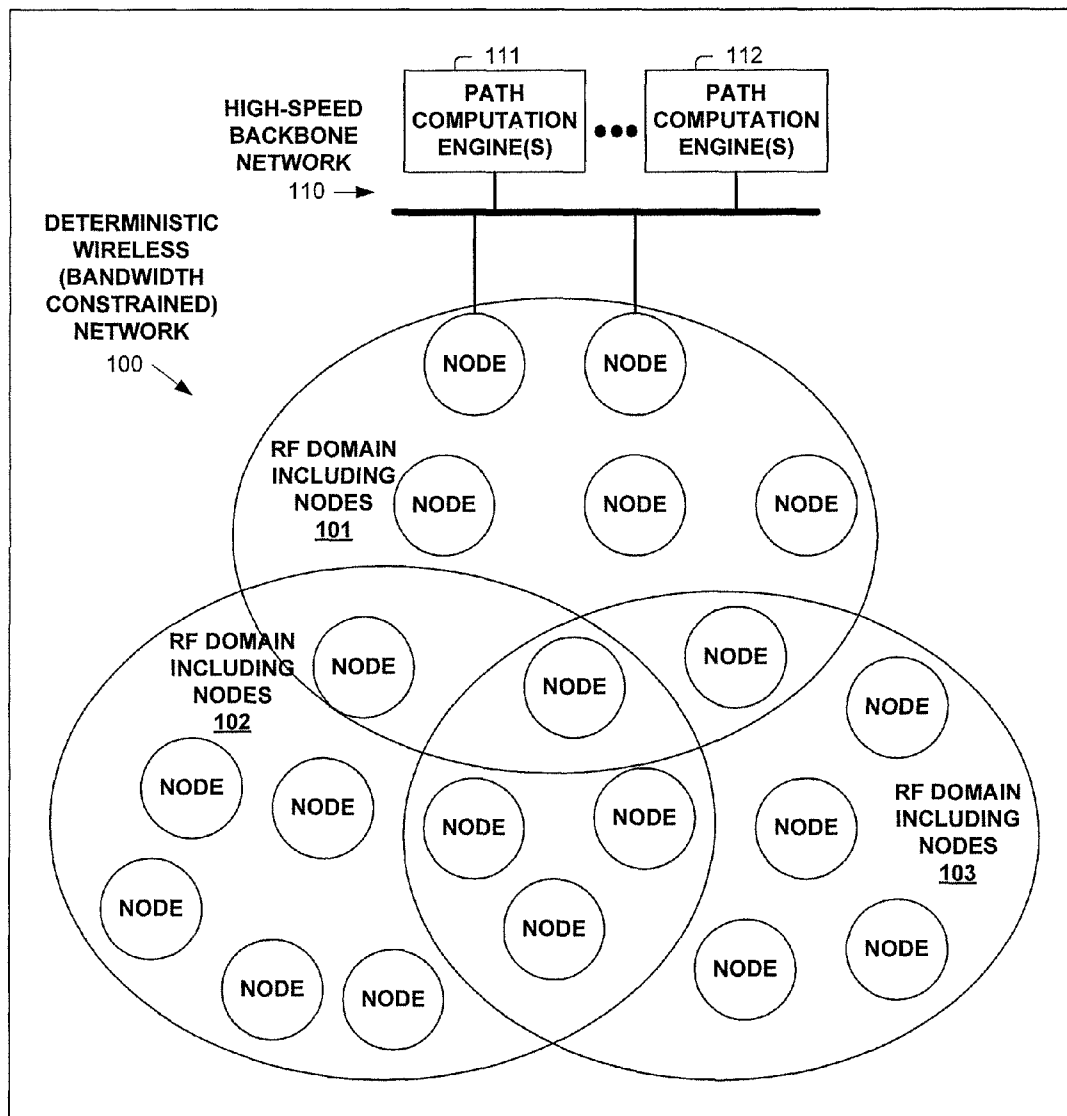 111
112
PATH
COMPUTATION
ENGINE(S)
PATH
COMPUTATION
ENGINE(S)
HIGH-SPEED
BACKBONE
NETWORK
110
DETERMINISTIC
WIRELESS
(BANDWIDTH
CONSTRAINED)
NETWORK
100
NODE
NODE
RF DOMAIN
INCLUDING
NODES
101
NODE
NODE
NODE
RF DOMAIN
INCLUDING
NODES
102
NODE
NODE
NODE
NODE
NODE
NODE
NODE
NODE
NODE
RF DOMAIN
INCLUDING
NODES
103
NODE
NODE
NODE
NODE
NODE
NODE